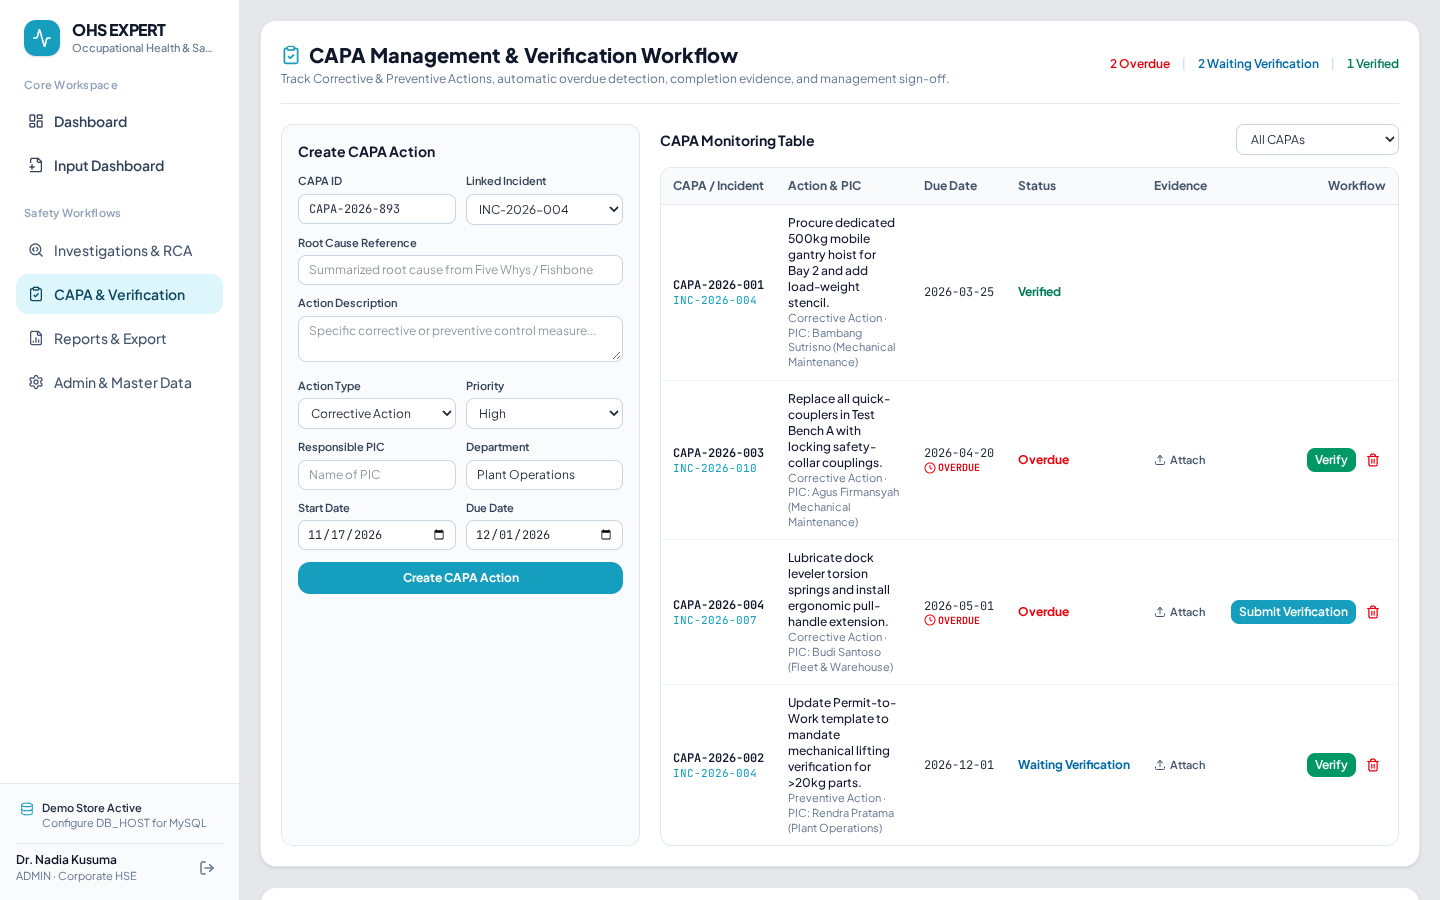 OHS EXPERT
Occupational Health & Sa...
Core Workspace
Dashboard
Input Dashboard
Safety Workflows
Investigations & RCA
CAPA & Verification
Reports & Export
Admin & Master Data
Demo Store Active
Configure DB_HOST for MySQL
Dr. Nadia Kusuma
ADMIN · Corporate HSE
CAPA Management & Verification Workflow
Track Corrective & Preventive Actions, automatic overdue detection, completion evidence, and management sign-off.
2 Overdue | 2 Waiting Verification | 1 Verified
Create CAPA Action
CAPA ID Linked Incident
CAPA-2026-893 INC-2026-004
Root Cause Reference
Summarized root cause from Five Whys / Fishbone
Action Description
Specific corrective or preventive control measure...
Action Type Priority
Corrective Action High
Responsible PIC Department
Name of PIC Plant Operations
Start Date Due Date
11/17/2026 12/01/2026
Create CAPA Action
CAPA Monitoring Table
All CAPAs
CAPA / Incident Action & PIC Due Date Status Evidence Workflow
CAPA-2026-001
INC-2026-004
Procure dedicated
500kg mobile
gantry hoist for
Bay 2 and add
load-weight
stencil.
Corrective Action ·
PIC: Bambang
Sutrisno (Mechanical
Maintenance)
2026-03-25
Verified
CAPA-2026-003
INC-2026-010
Replace all quick-
couplers in Test
Bench A with
locking safety-
collar couplings.
Corrective Action ·
PIC: Agus Firmansyah
(Mechanical
Maintenance)
2026-04-20
OVERDUE
Overdue
Attach
Verify
CAPA-2026-004
INC-2026-007
Lubricate dock
leveler torsion
springs and install
ergonomic pull-
handle extension.
Corrective Action ·
PIC: Budi Santoso
(Fleet & Warehouse)
2026-05-01
OVERDUE
Overdue
Attach
Submit Verification
CAPA-2026-002
INC-2026-004
Update Permit-to-
Work template to
mandate
mechanical lifting
verification for
>20kg parts.
Preventive Action ·
PIC: Rendra Pratama
(Plant Operations)
2026-12-01
Waiting Verification
Attach
Verify